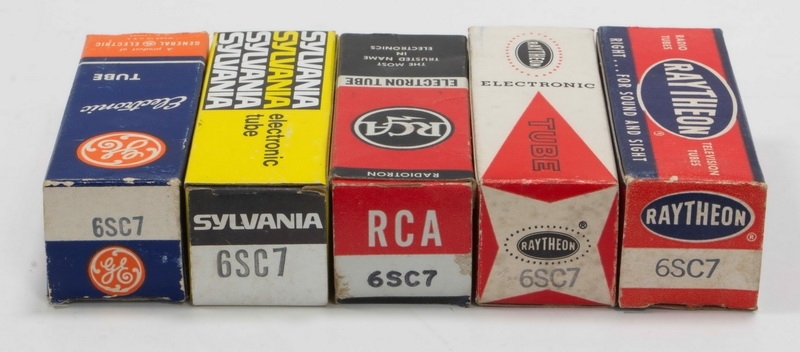 A product of
GENERAL GE ELECTRIC
Electronic
TUBE
GE
6SC7
GE
SYLVANIA
SYLVANIA
SYLVANIA
SYLVANIA
electronic
tube
SYLVANIA
6SC7
THE MOST
TRUSTED NAME
IN ELECTRONICS
ELECTRON TUBE
RCA
RADIOTRON
RCA
6SC7
RAYTHEON
ELECTRONIC
TUBE
RAYTHEON
®
6SC7
RADIO
TUBES
RAYTHEON
®
TELEVISION
TUBES
RIGHT... FOR SOUND AND SIGHT
RAYTHEON
®
6SC7